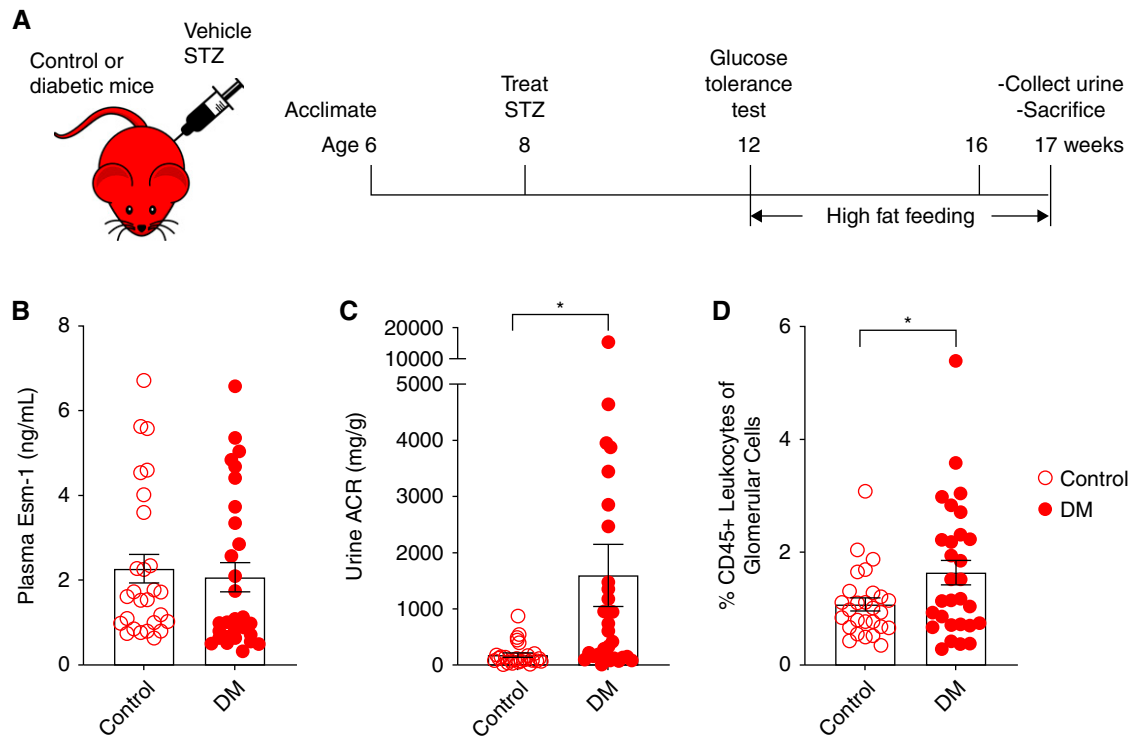 A
Control or
diabetic mice
Vehicle
STZ
Acclimate
Treat
STZ
Glucose
tolerance
test
-Collect urine
-Sacrifice
Age 6
8
12
16
17 weeks
High fat feeding
B
Plasma Esm-1 (ng/mL)
8
6
4
2
0
Control
DM
C
Urine ACR (mg/g)
*
20000
10000
5000
4000
3000
2000
1000
0
Control
DM
D
% CD45+ Leukocytes of
Glomerular Cells
*
6
4
2
0
Control
DM
Control
DM